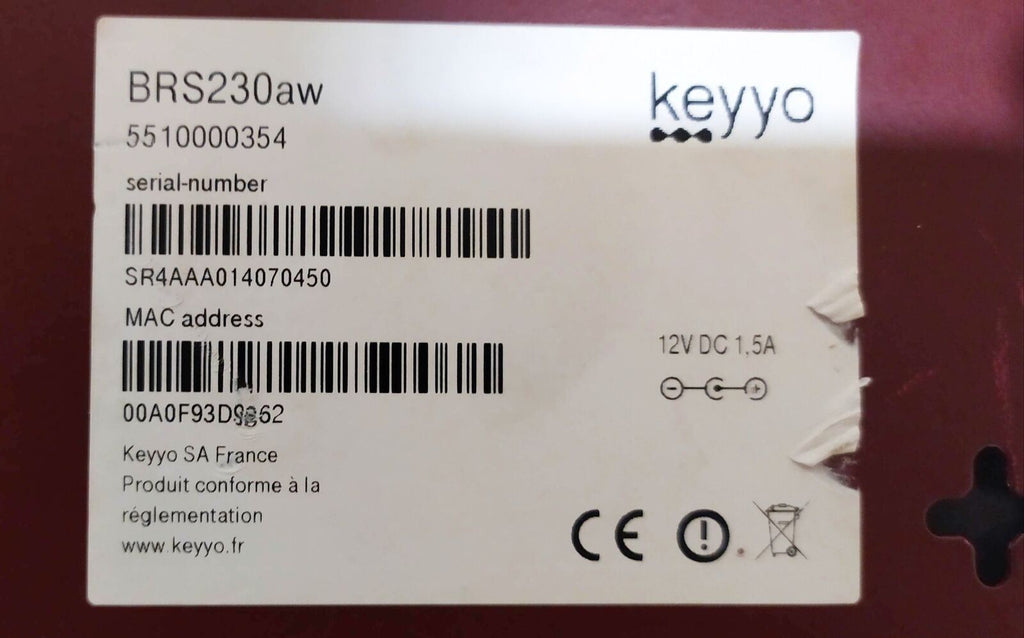 BRS230aw
5510000354
keyyo
serial-number
SR4AAA014070450
MAC address
12V DC 1,5A
Keyyo SA France
Produit conforme à la
réglementation
www.keyyo.fr
CE